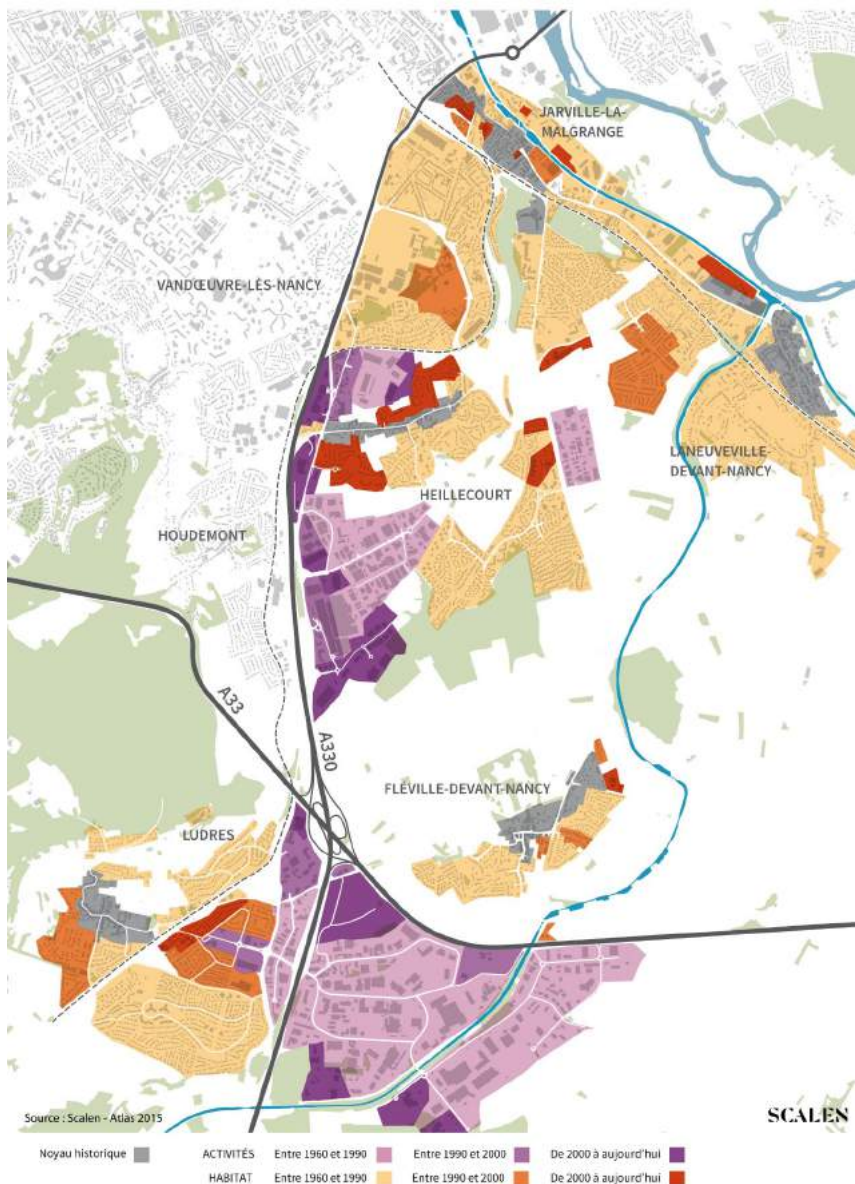 JARVILLE-LA-
MALGRANGE
VANDŒUVRE-LÈS-NANCY
LANEUVEVILLE-
DEVANT-NANCY
HEILLECOURT
HOUDEMONT
A33
A330
FLÉVILLE-DEVANT-NANCY
LUDRES
Source : Scalen - Atlas 2015
SCALEN
Noyau historique
ACTIVITÉS Entre 1960 et 1990 Entre 1990 et 2000 De 2000 à aujourd'hui
HABITAT Entre 1960 et 1990 Entre 1990 et 2000 De 2000 à aujourd'hui